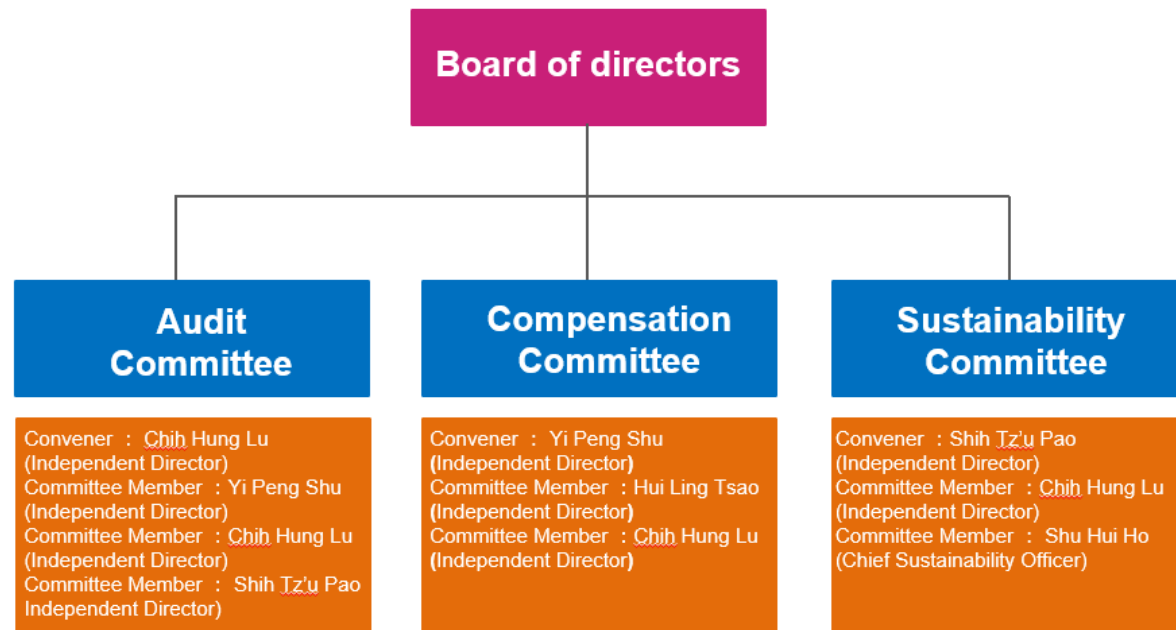 Board of directors
Audit
Committee
Compensation
Committee
Sustainability
Committee
Convener : Chih Hung Lu
(Independent Director)
Committee Member : Yi Peng Shu
(Independent Director)
Committee Member : Chih Hung Lu
(Independent Director)
Committee Member : Shih Tz'u Pao
Independent Director)
Convener : Yi Peng Shu
(Independent Director)
Committee Member : Hui Ling Tsao
(Independent Director)
Committee Member : Chih Hung Lu
(Independent Director)
Convener : Shih Tz'u Pao
(Independent Director)
Committee Member : Chih Hung Lu
(Independent Director)
Committee Member : Shu Hui Ho
(Chief Sustainability Officer)